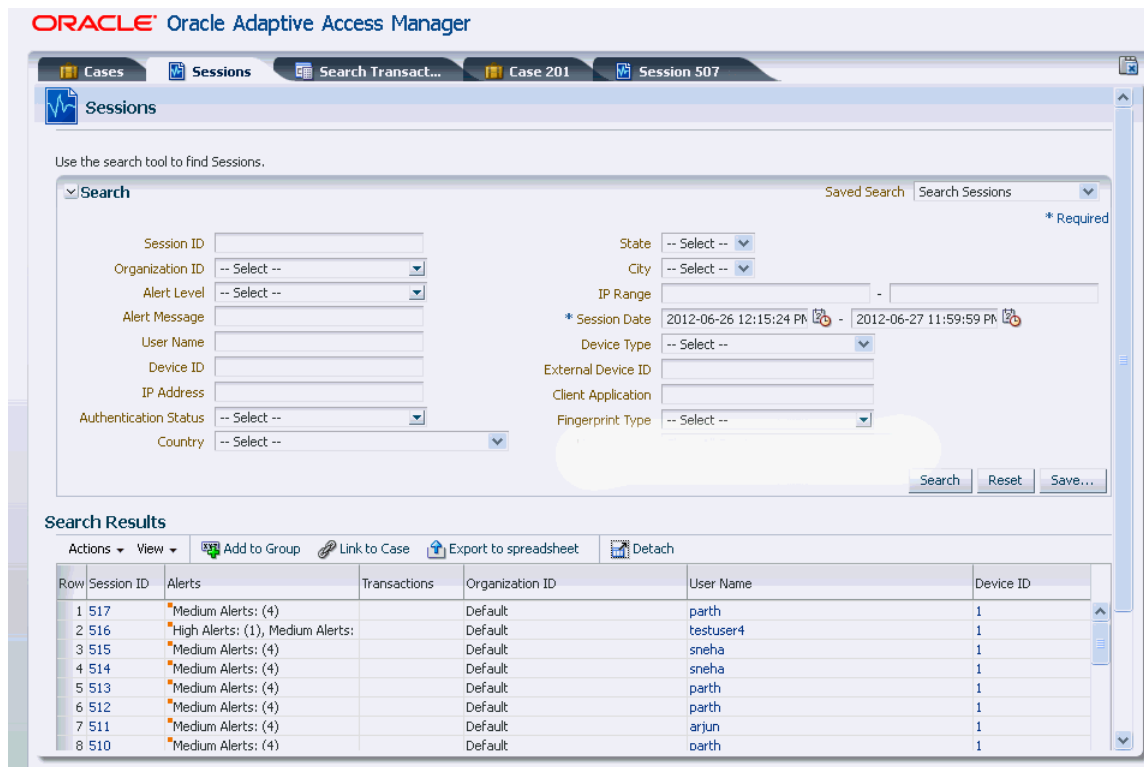 ORACLE Oracle Adaptive Access Manager
Cases Sessions Search Transact... Case 201 Session 507
Sessions
Use the search tool to find Sessions.
Search Saved Search Search Sessions
* Required
Session ID State -- Select --
Organization ID -- Select -- City -- Select --
Alert Level -- Select -- IP Range -
Alert Message * Session Date 2012-06-26 12:15:24 PM - 2012-06-27 11:59:59 PM
User Name Device Type -- Select --
Device ID External Device ID
IP Address Client Application
Authentication Status -- Select -- Fingerprint Type -- Select --
Country -- Select --
Search Reset Save...
Search Results
Actions View Add to Group Link to Case Export to spreadsheet Detach
Row Session ID Alerts Transactions Organization ID User Name Device ID
1 517 Medium Alerts: (4) Default parth 1
2 516 High Alerts: (1), Medium Alerts: Default testuser4 1
3 515 Medium Alerts: (4) Default sneha 1
4 514 Medium Alerts: (4) Default sneha 1
5 513 Medium Alerts: (4) Default parth 1
6 512 Medium Alerts: (4) Default parth 1
7 511 Medium Alerts: (4) Default arjun 1
8 510 Medium Alerts: (4) Default parth 1